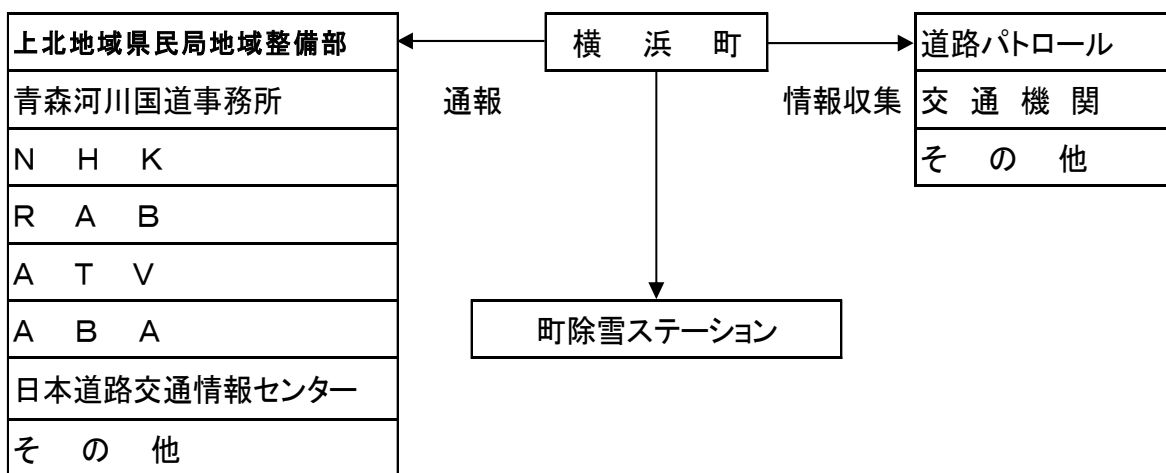 上北地域県民局地域整備部
青森河川国道事務所
N H K
R A B
A T V
A B A
日本道路交通情報センター
そ の 他
通報
横 浜 町
情報収集
道路パトロール
交 通 機 関
そ の 他
町除雪ステーション